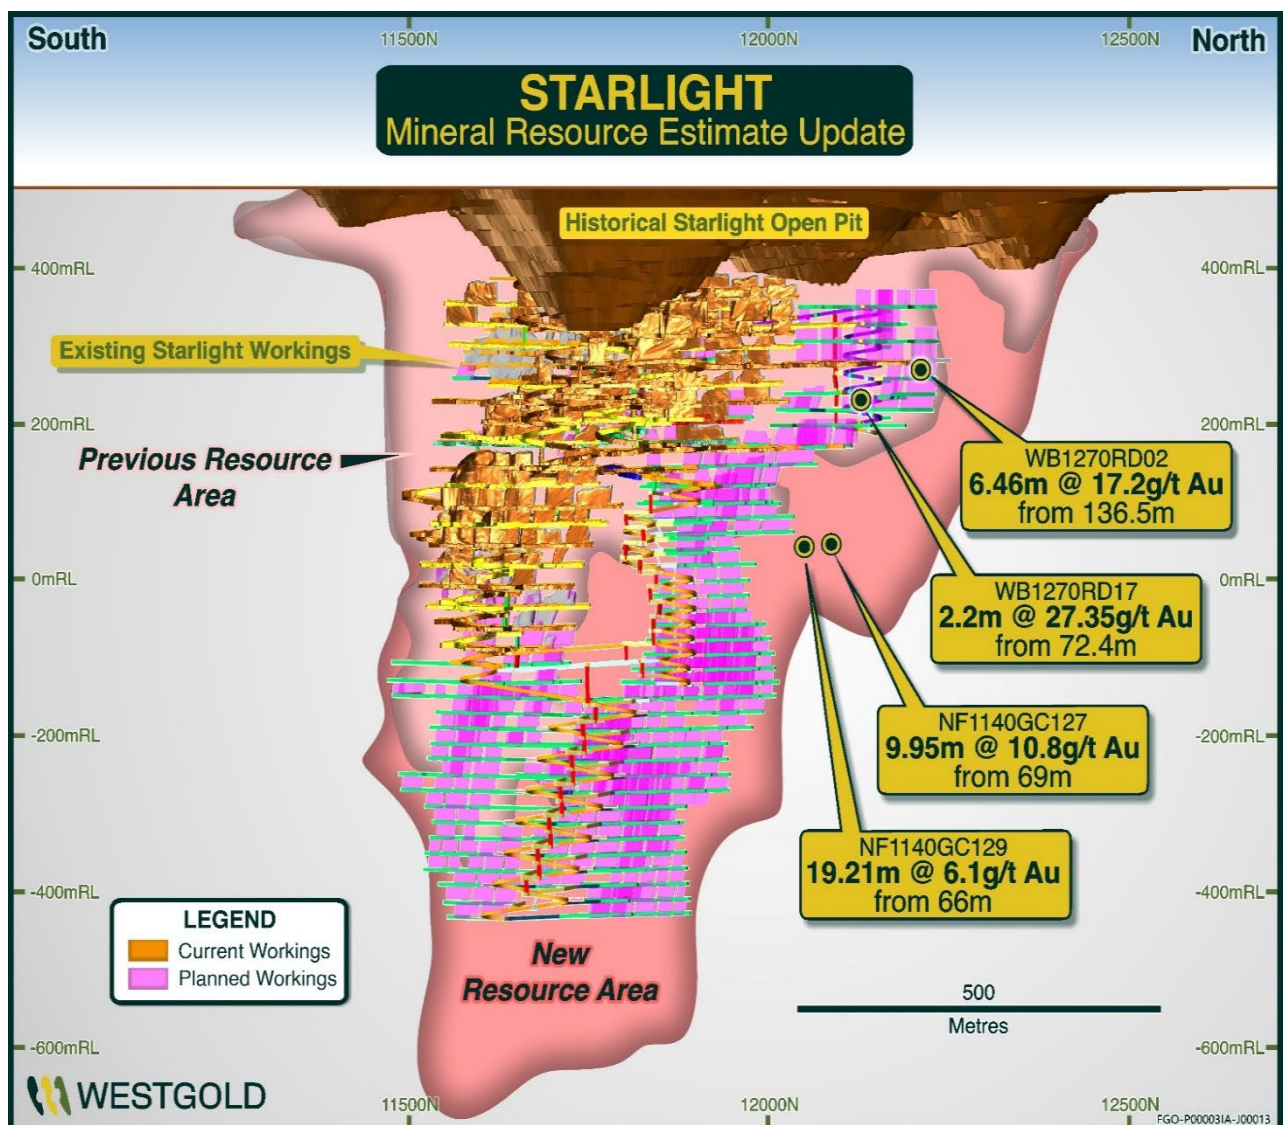 South
11500N
12000N
12500N
North
STARLIGHT
Mineral Resource Estimate Update
Historical Starlight Open Pit
400mRL
400mRL
Existing Starlight Workings
200mRL
200mRL
Previous Resource
Area
WB1270RD02
6.46m @ 17.2g/t Au
from 136.5m
0mRL
0mRL
WB1270RD17
2.2m @ 27.35g/t Au
from 72.4m
-200mRL
-200mRL
NF1140GC127
9.95m @ 10.8g/t Au
from 69m
NF1140GC129
19.21m @ 6.1g/t Au
from 66m
-400mRL
-400mRL
LEGEND
Current Workings
Planned Workings
New
Resource Area
500
Metres
-600mRL
-600mRL
WESTGOLD
11500N
12000N
12500N
FGO-P00003IA-J00013